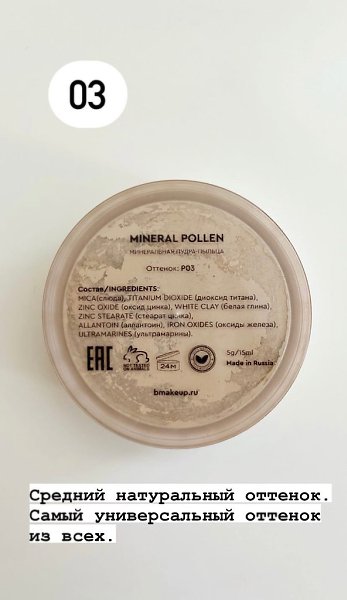 03
MINERAL POLLEN
МИНЕРАЛЬНАЯ ПУДРА-ПЫЛЬЦА
Оттенок: P03
Состав/INGREDIENTS:
MICA(слюда), TITANIUM DIOXIDE (диоксид титана),
ZINC OXIDE (оксид цинка), WHITE CLAY (белая глина),
ZINC STEARATE (стеарат цинка),
ALLANTOIN (аллантоин), IRON OXIDES (оксиды железа),
ULTRAMARINES (ультрамарины).
EAC
NOT TESTED
24M
5g/15ml
Made in Russia
bmakeup.ru
Средний натуральный оттенок.
Самый универсальный оттенок
из всех.